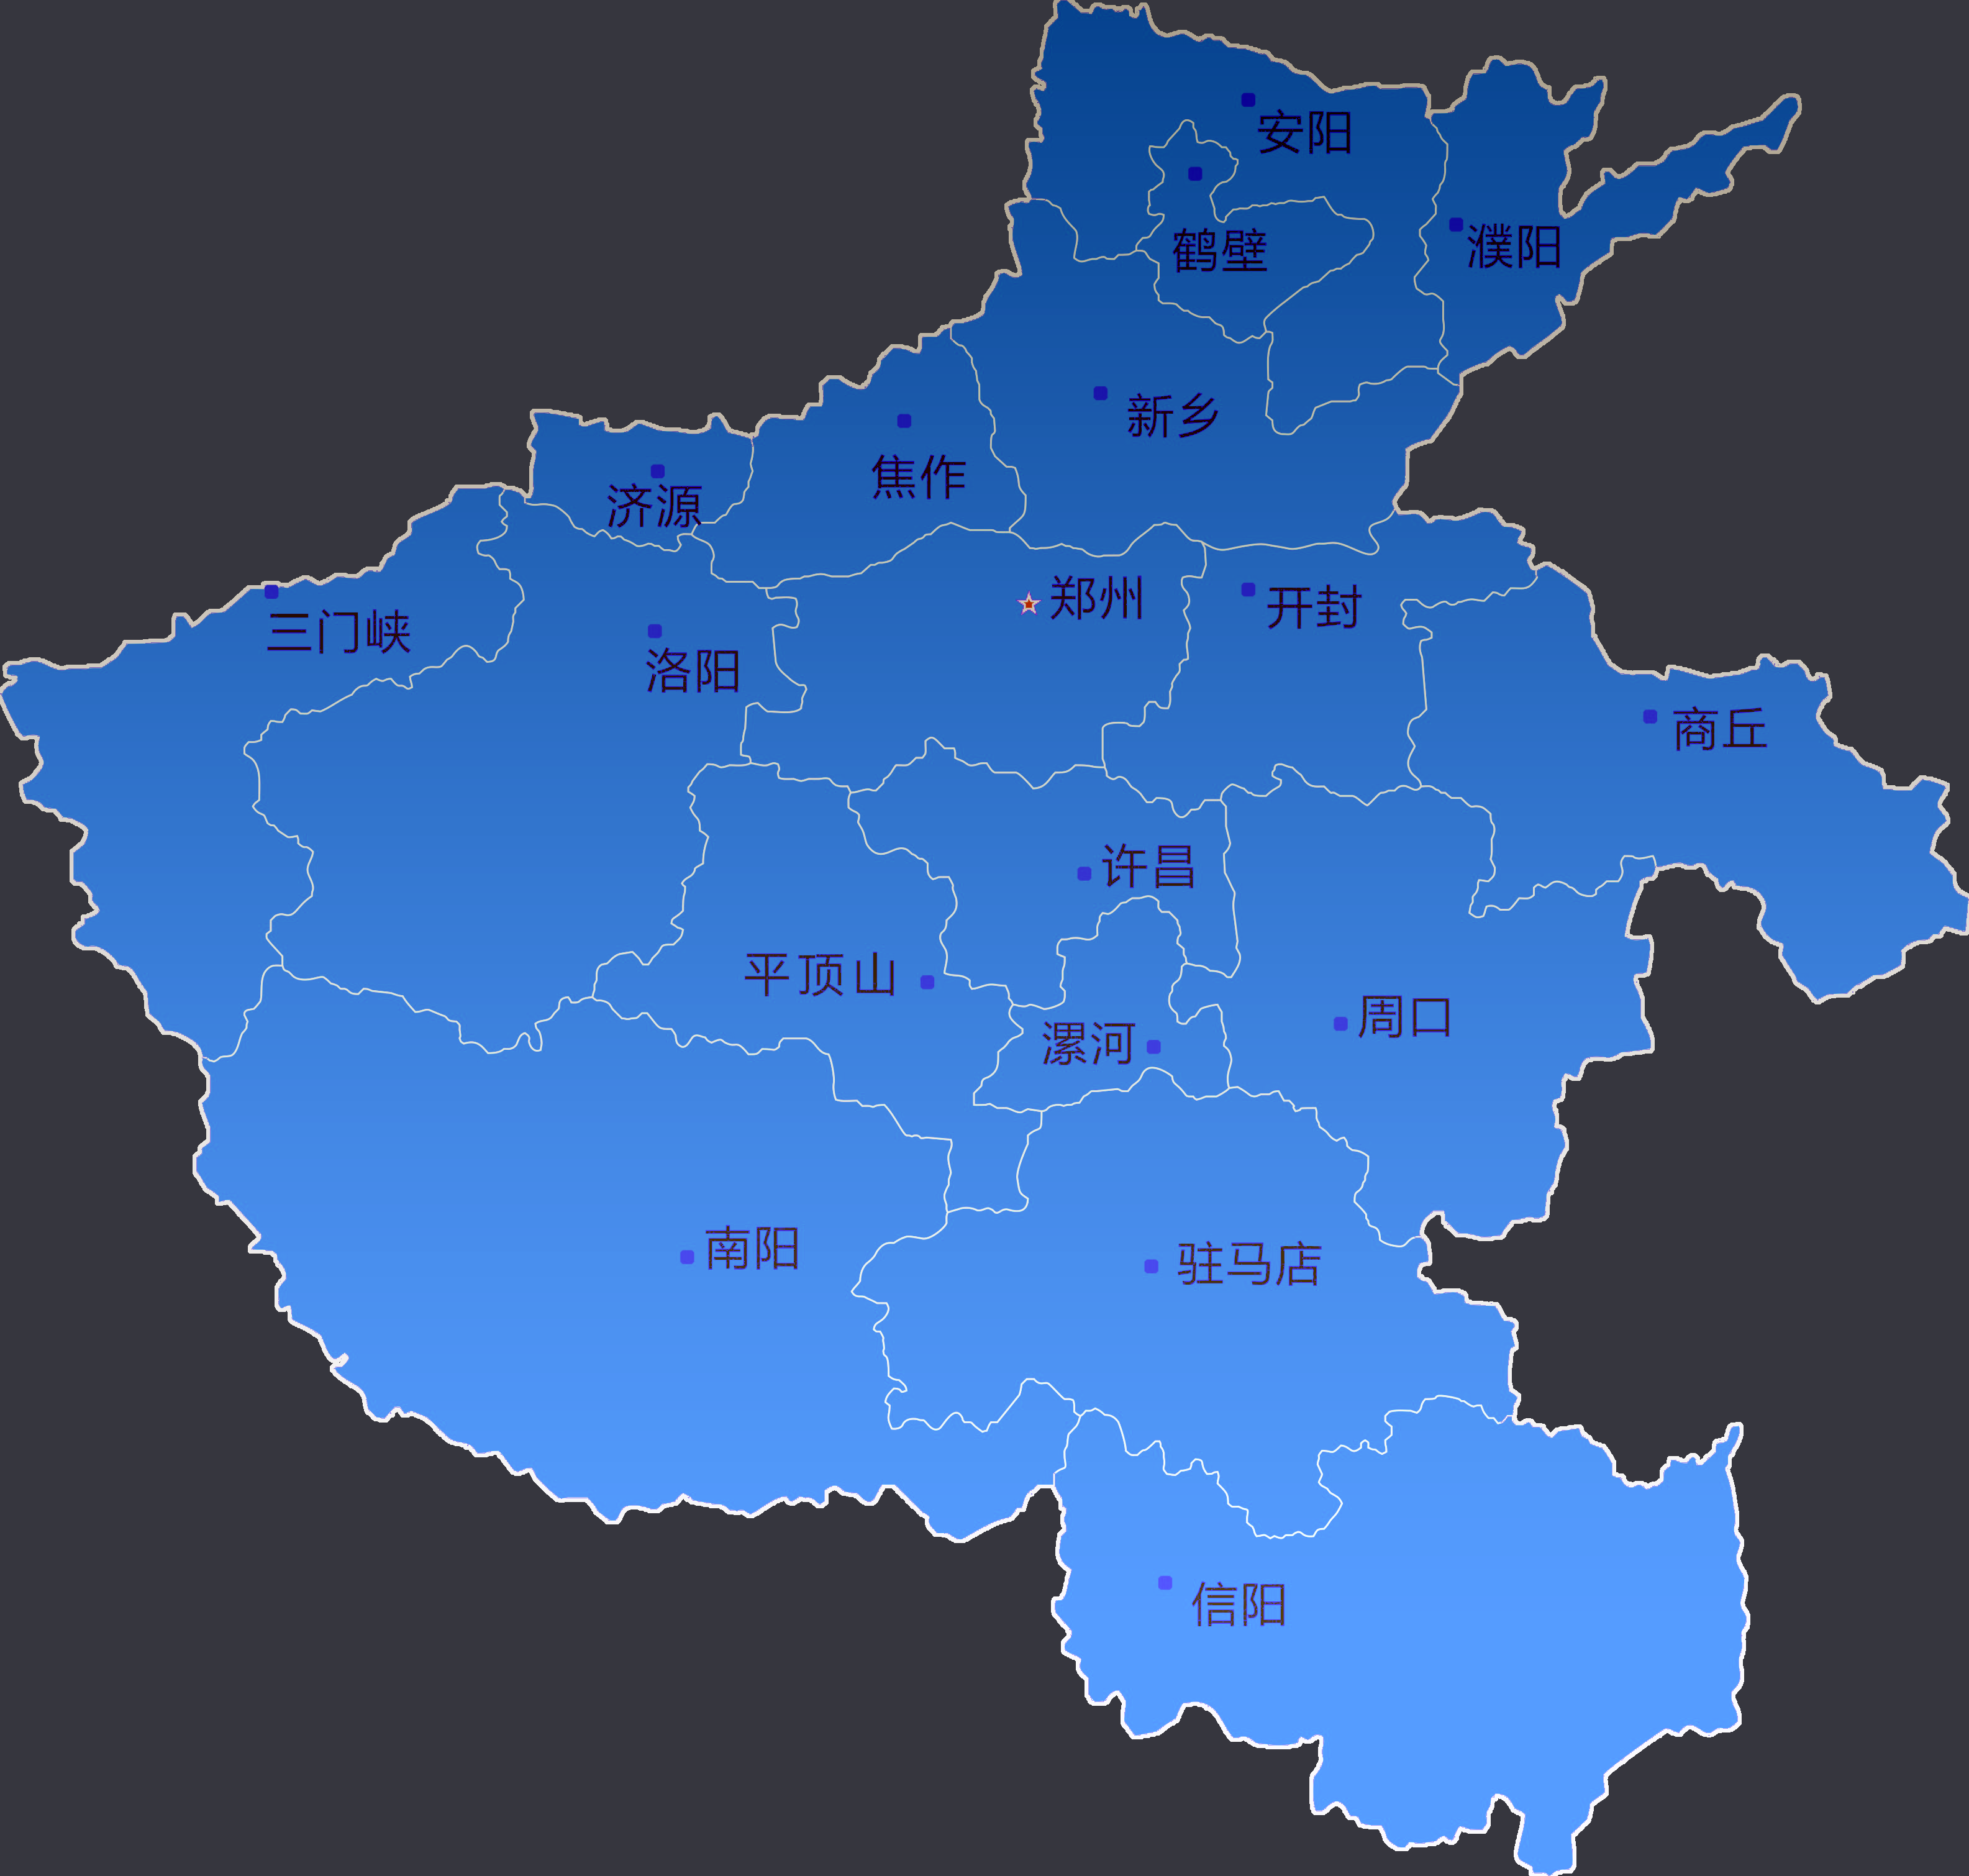 安阳
鹤壁
濮阳
新乡
焦作
济源
三门峡
郑州
开封
洛阳
商丘
许昌
平顶山
周口
漯河
南阳
驻马店
信阳